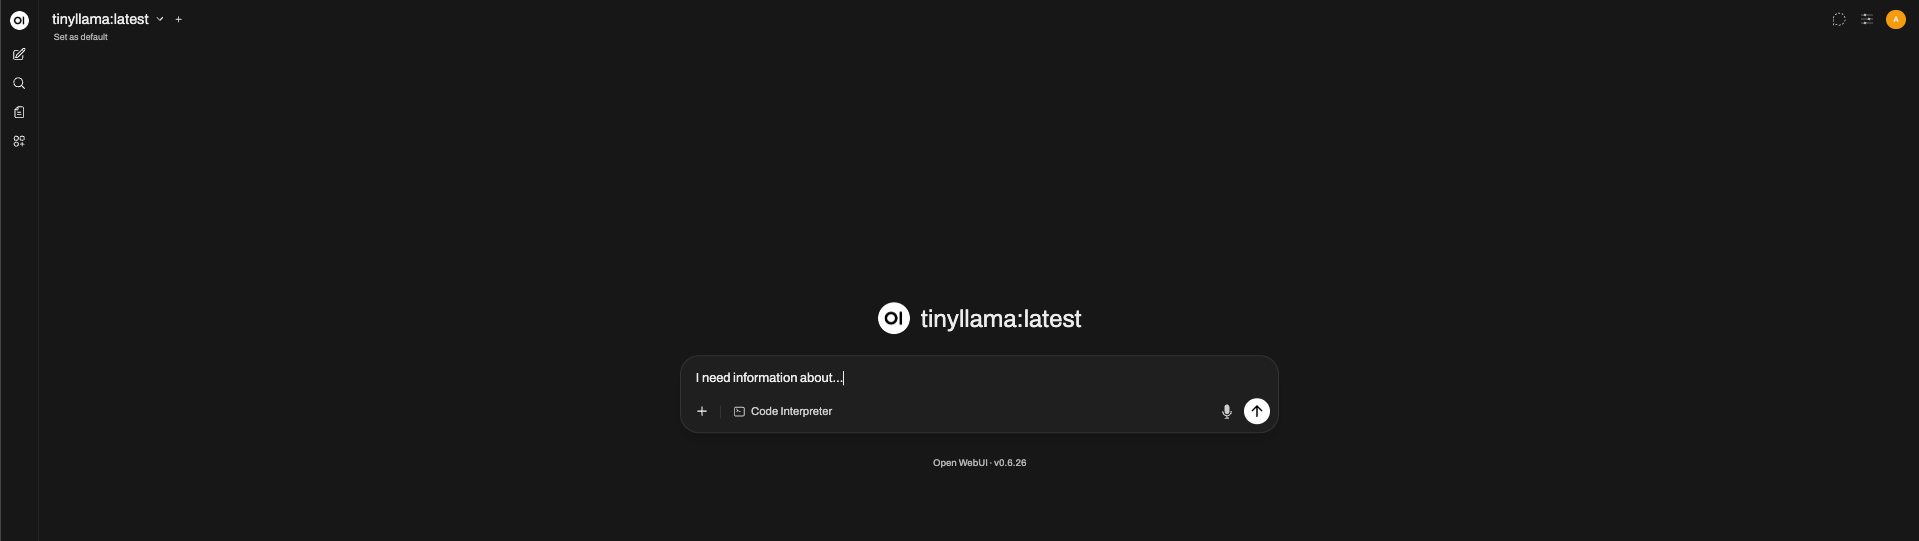 OI
tinyllama:latest
Set as default
A
OI tinyllama:latest
I need information about...
Code Interpreter
Open WebUI · v0.6.26